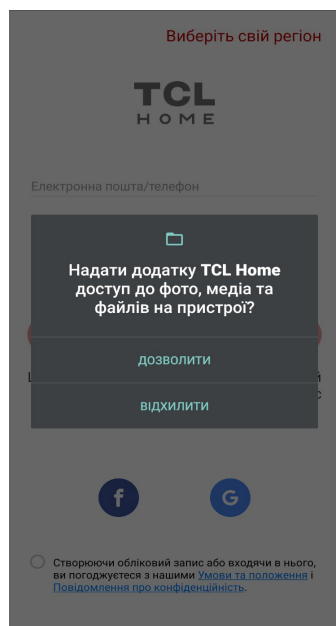 Виберіть свій регіон
TCL
HOME
Електронна пошта/телефон
Надати додатку TCL Home
доступ до фото, медіа та
файлів на пристрої?
ДОЗВОЛИТИ
ВІДХИЛИТИ
f
G
Створюючи обліковий запис або входячи в нього,
ви погоджуєтеся з нашими Умови та положення і
Повідомлення про конфіденційність.